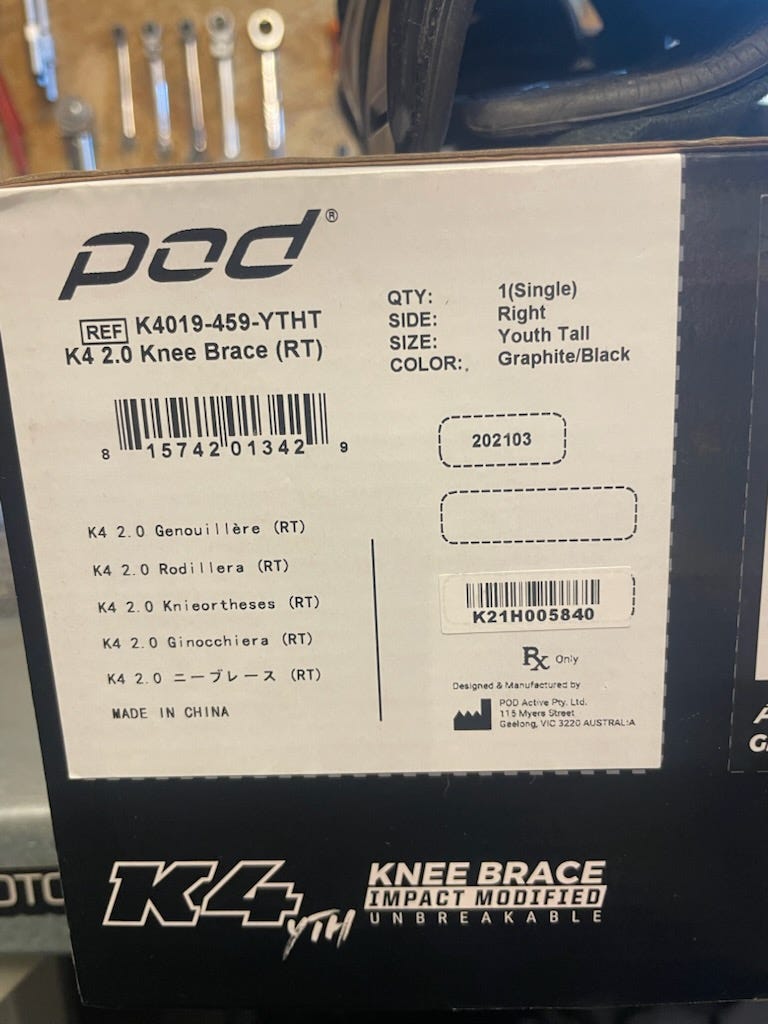 pod®
REF K4019-459-YTHT
K4 2.0 Knee Brace (RT)
QTY: 1(Single)
SIDE: Right
SIZE: Youth Tall
COLOR: Graphite/Black
8 15742 01342 9
202103
K4 2.0 Genouillère (RT)
K4 2.0 Rodillera (RT)
K4 2.0 Knieortheses (RT)
K4 2.0 Ginocchiera (RT)
K4 2.0 ニーブレース (RT)
MADE IN CHINA
K21H005840
Rx Only
Designed & Manufactured by
POD Active Pty. Ltd.
115 Myers Street
Geelong, VIC 3220 AUSTRALIA
K4 YTH
KNEE BRACE
IMPACT MODIFIED
UNBREAKABLE